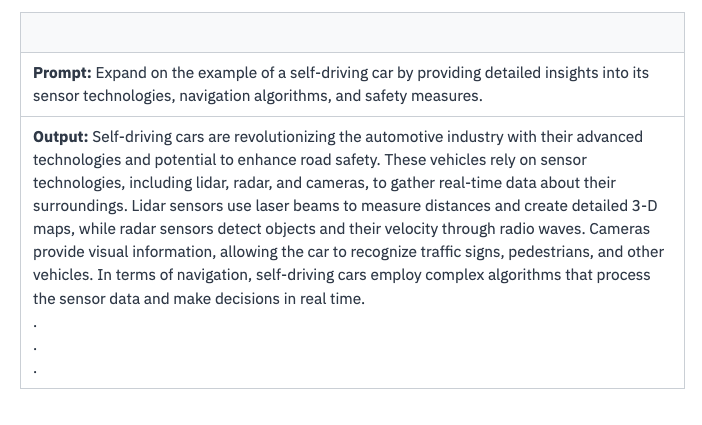 Prompt: Expand on the example of a self-driving car by providing detailed insights into its
sensor technologies, navigation algorithms, and safety measures.
Output: Self-driving cars are revolutionizing the automotive industry with their advanced
technologies and potential to enhance road safety. These vehicles rely on sensor
technologies, including lidar, radar, and cameras, to gather real-time data about their
surroundings. Lidar sensors use laser beams to measure distances and create detailed 3-D
maps, while radar sensors detect objects and their velocity through radio waves. Cameras
provide visual information, allowing the car to recognize traffic signs, pedestrians, and other
vehicles. In terms of navigation, self-driving cars employ complex algorithms that process
the sensor data and make decisions in real time.
.
.
.